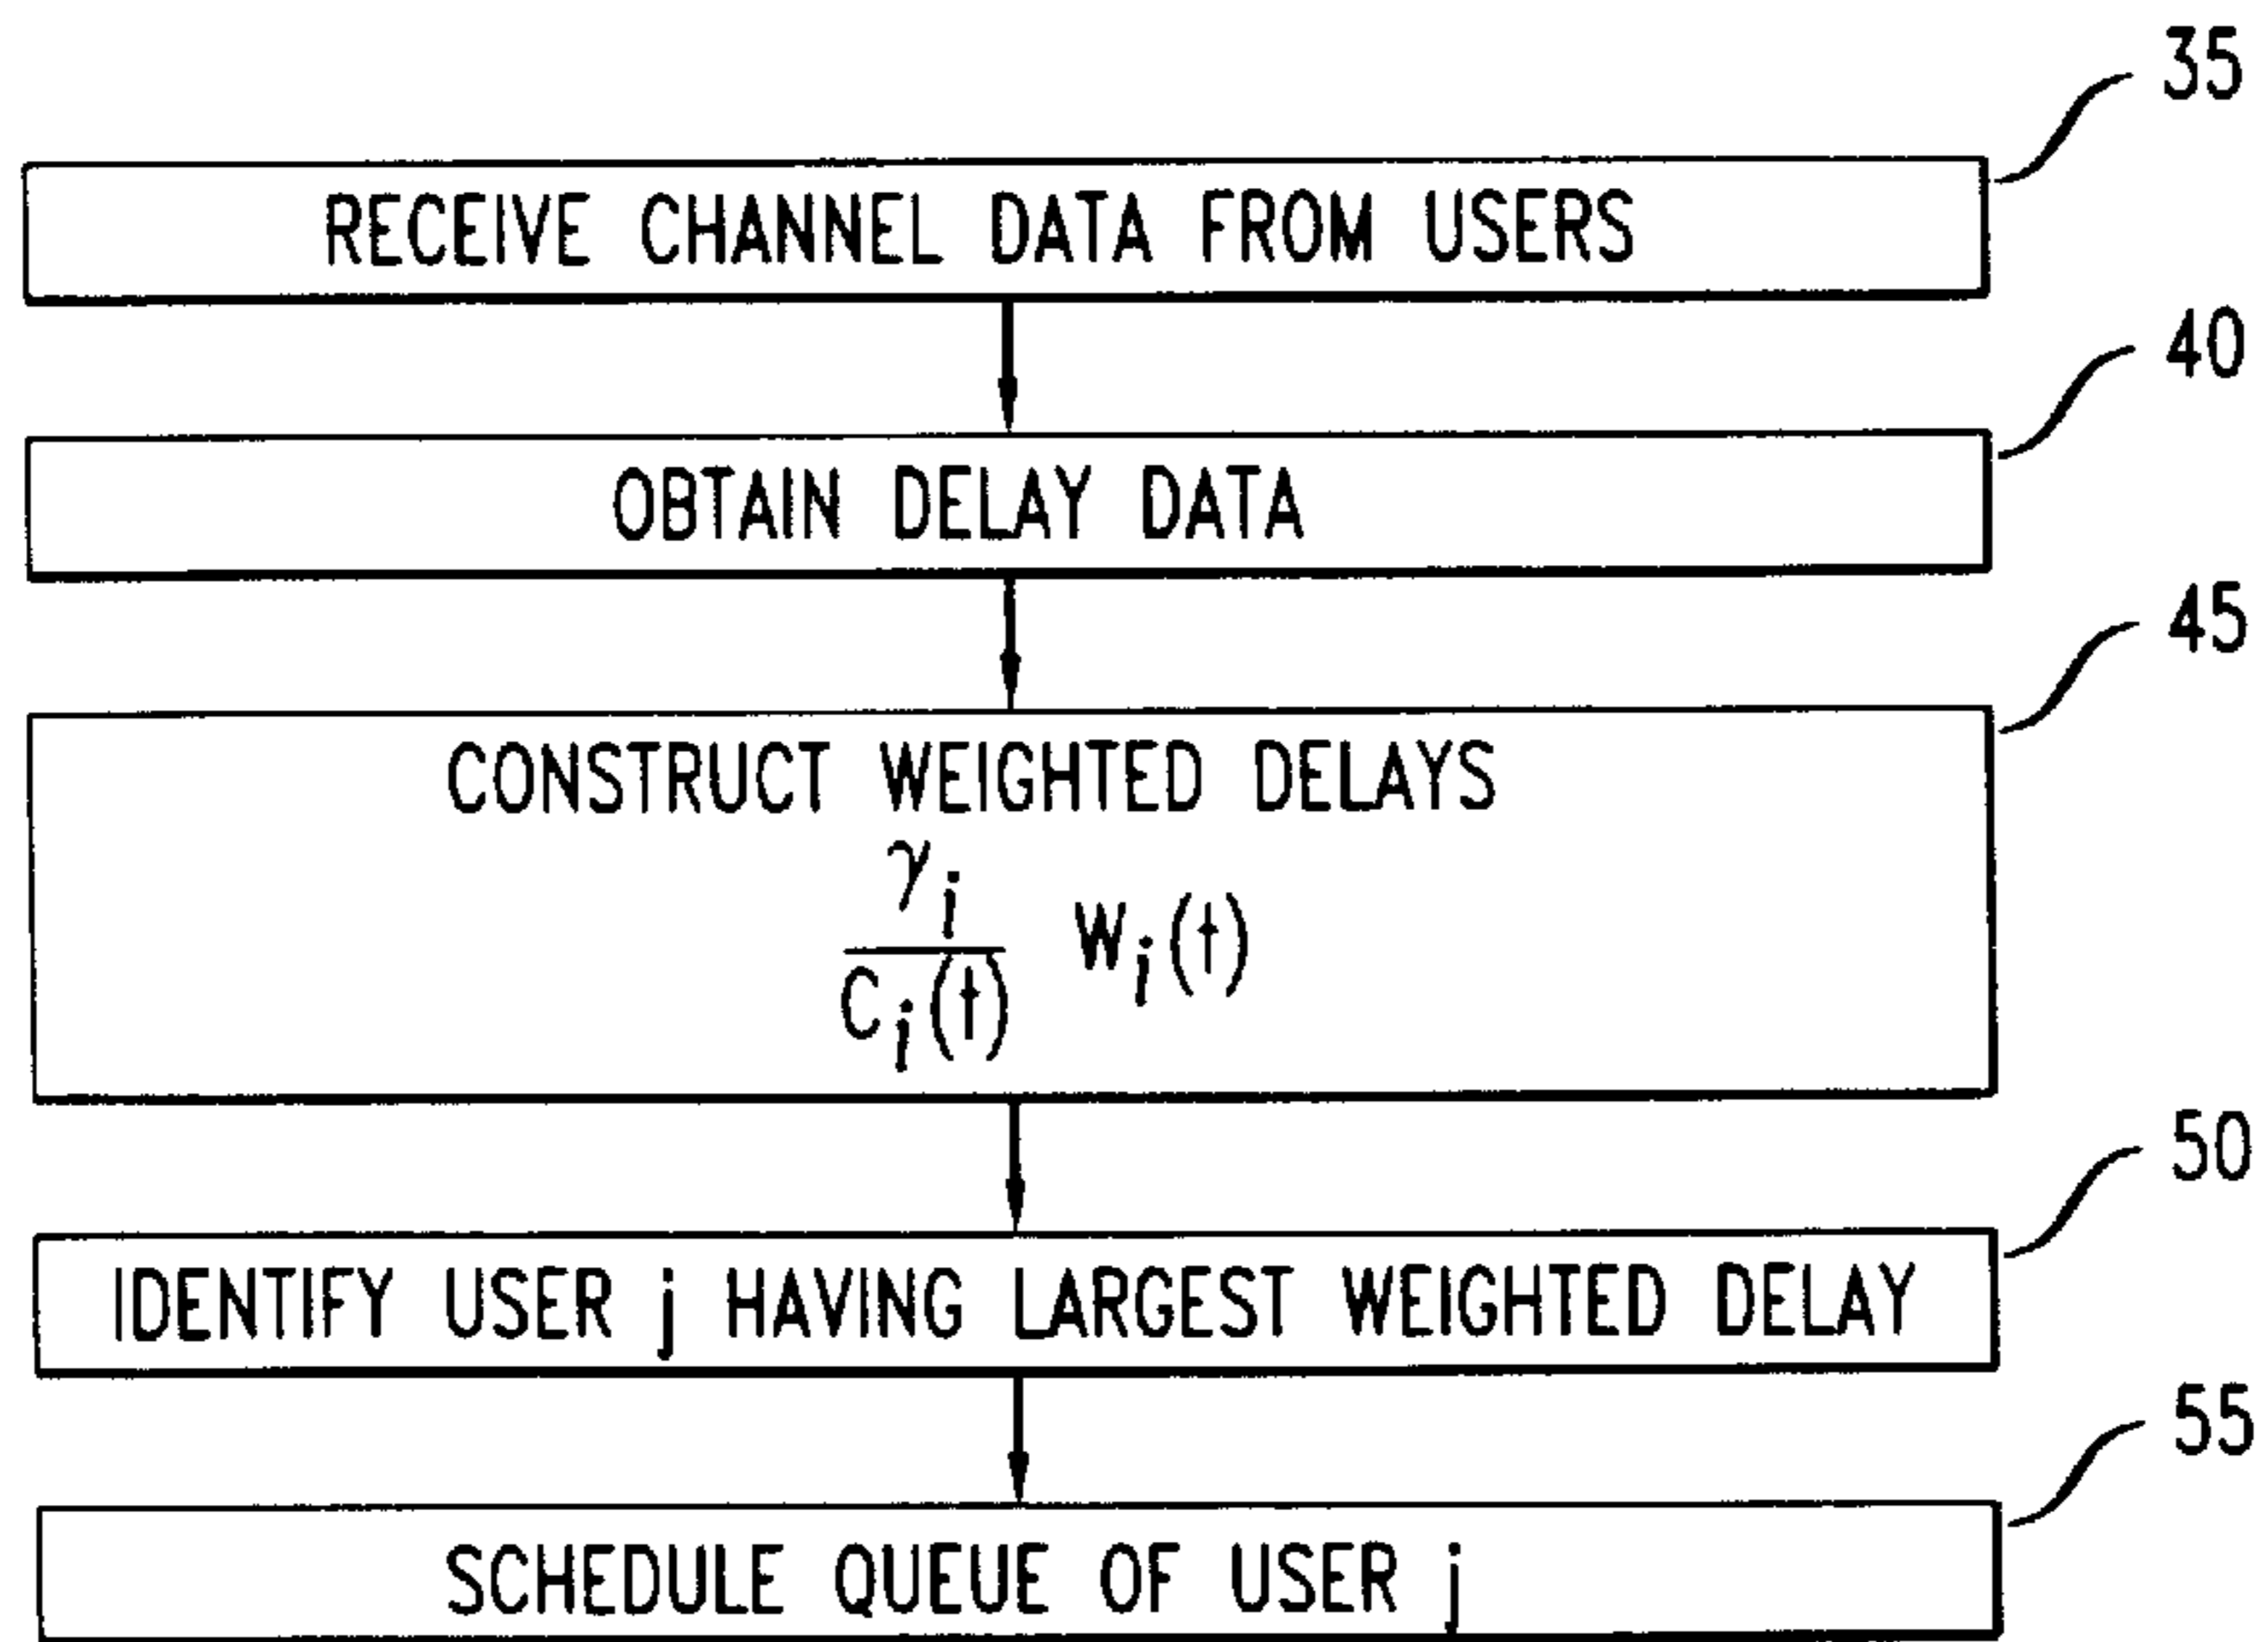 35
RECEIVE CHANNEL DATA FROM USERS
40
OBTAIN DELAY DATA
45
CONSTRUCT WEIGHTED DELAYS
γi
Ci(t) Wi(t)
50
IDENTIFY USER j HAVING LARGEST WEIGHTED DELAY
55
SCHEDULE QUEUE OF USER j